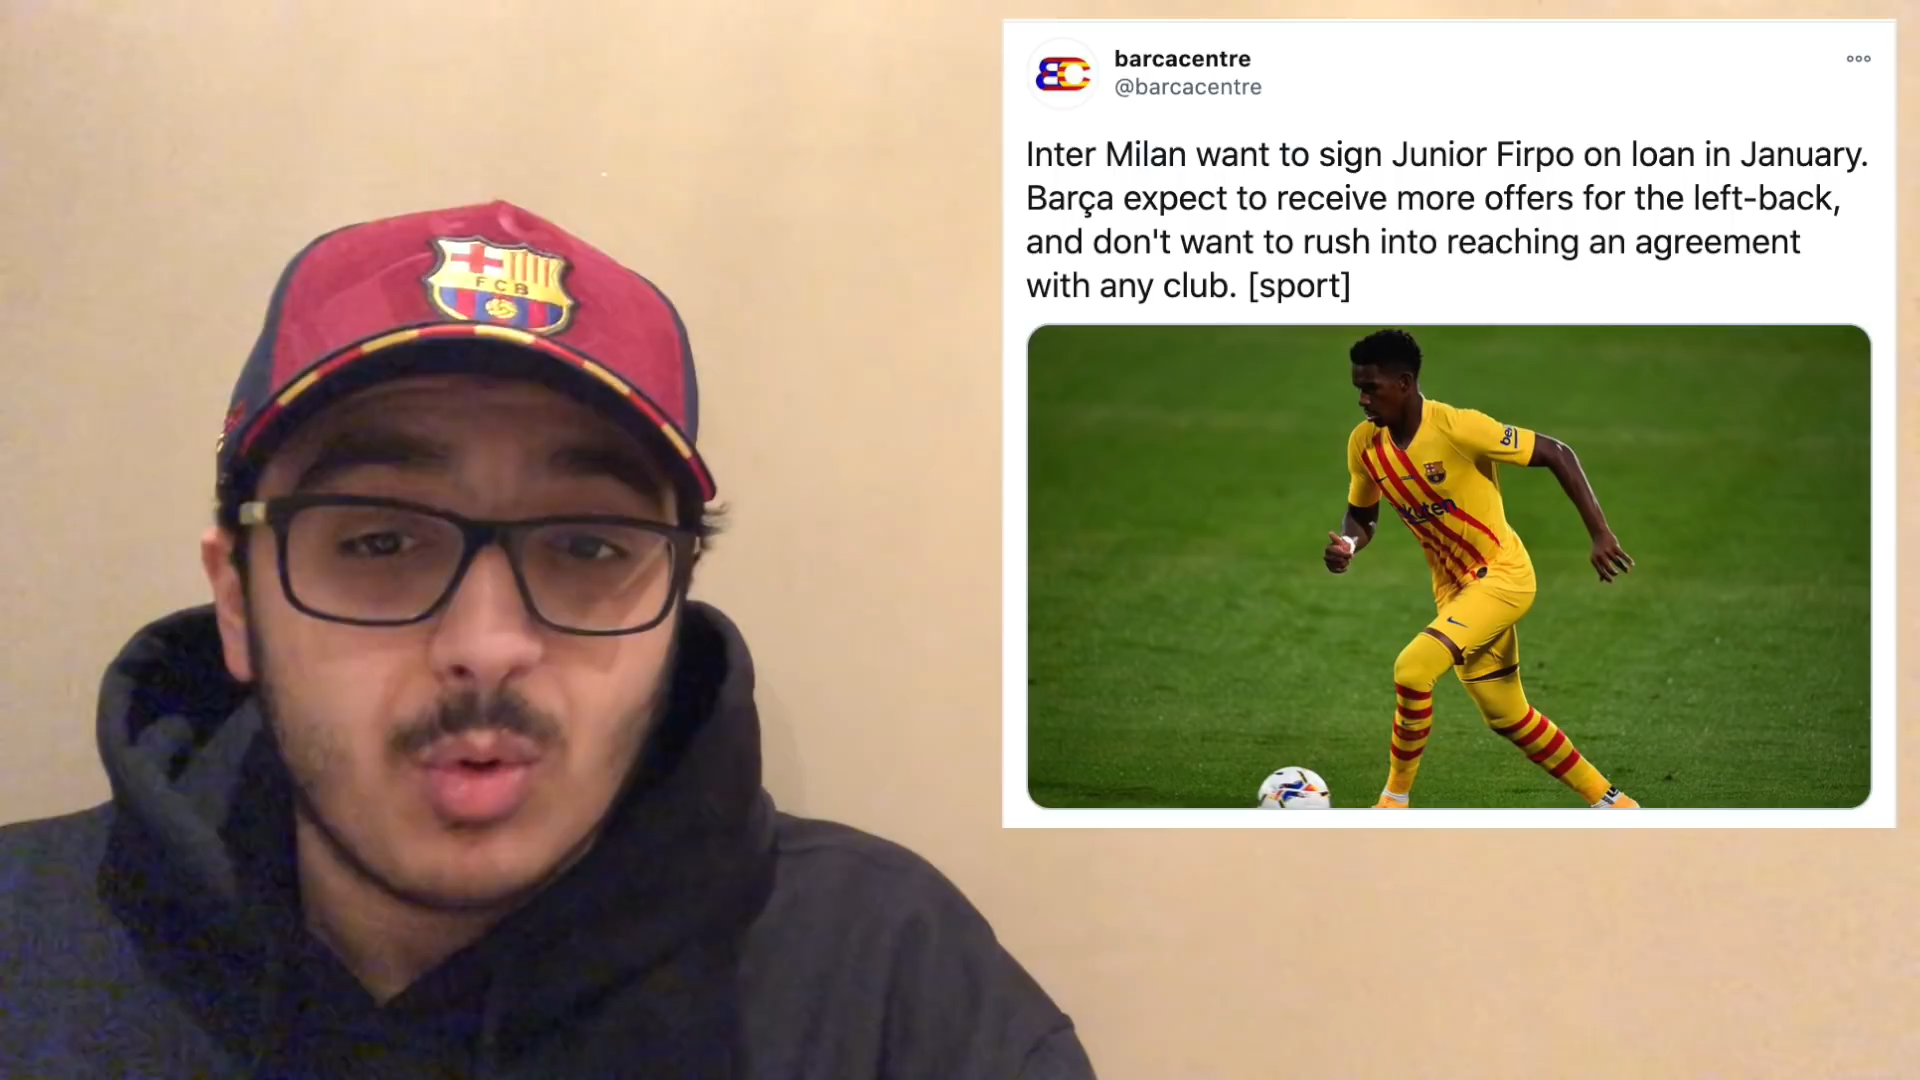 barcacentre
@barcacentre
Inter Milan want to sign Junior Firpo on loan in January.
Barça expect to receive more offers for the left-back,
and don't want to rush into reaching an agreement
with any club. [sport]
FCB